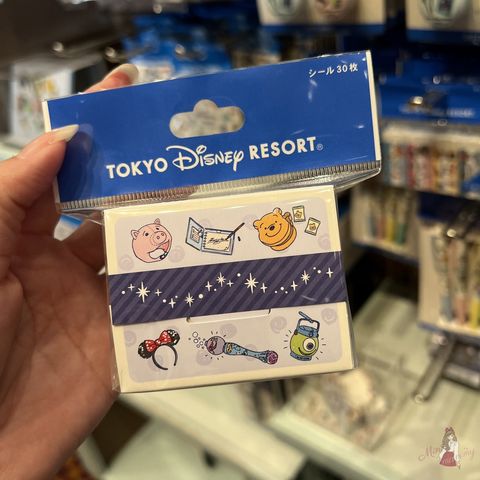 シール30枚
TOKYO Disney RESORT®